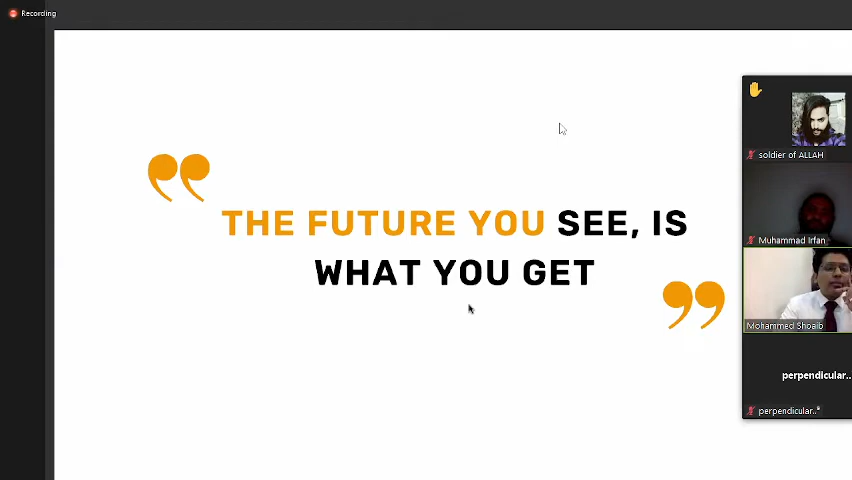 Recording
THE FUTURE YOU SEE, IS
WHAT YOU GET
soldier of ALLAH
Muhammad Irfan
Mohammed Shoaib
perpendicular..
perpendicular..